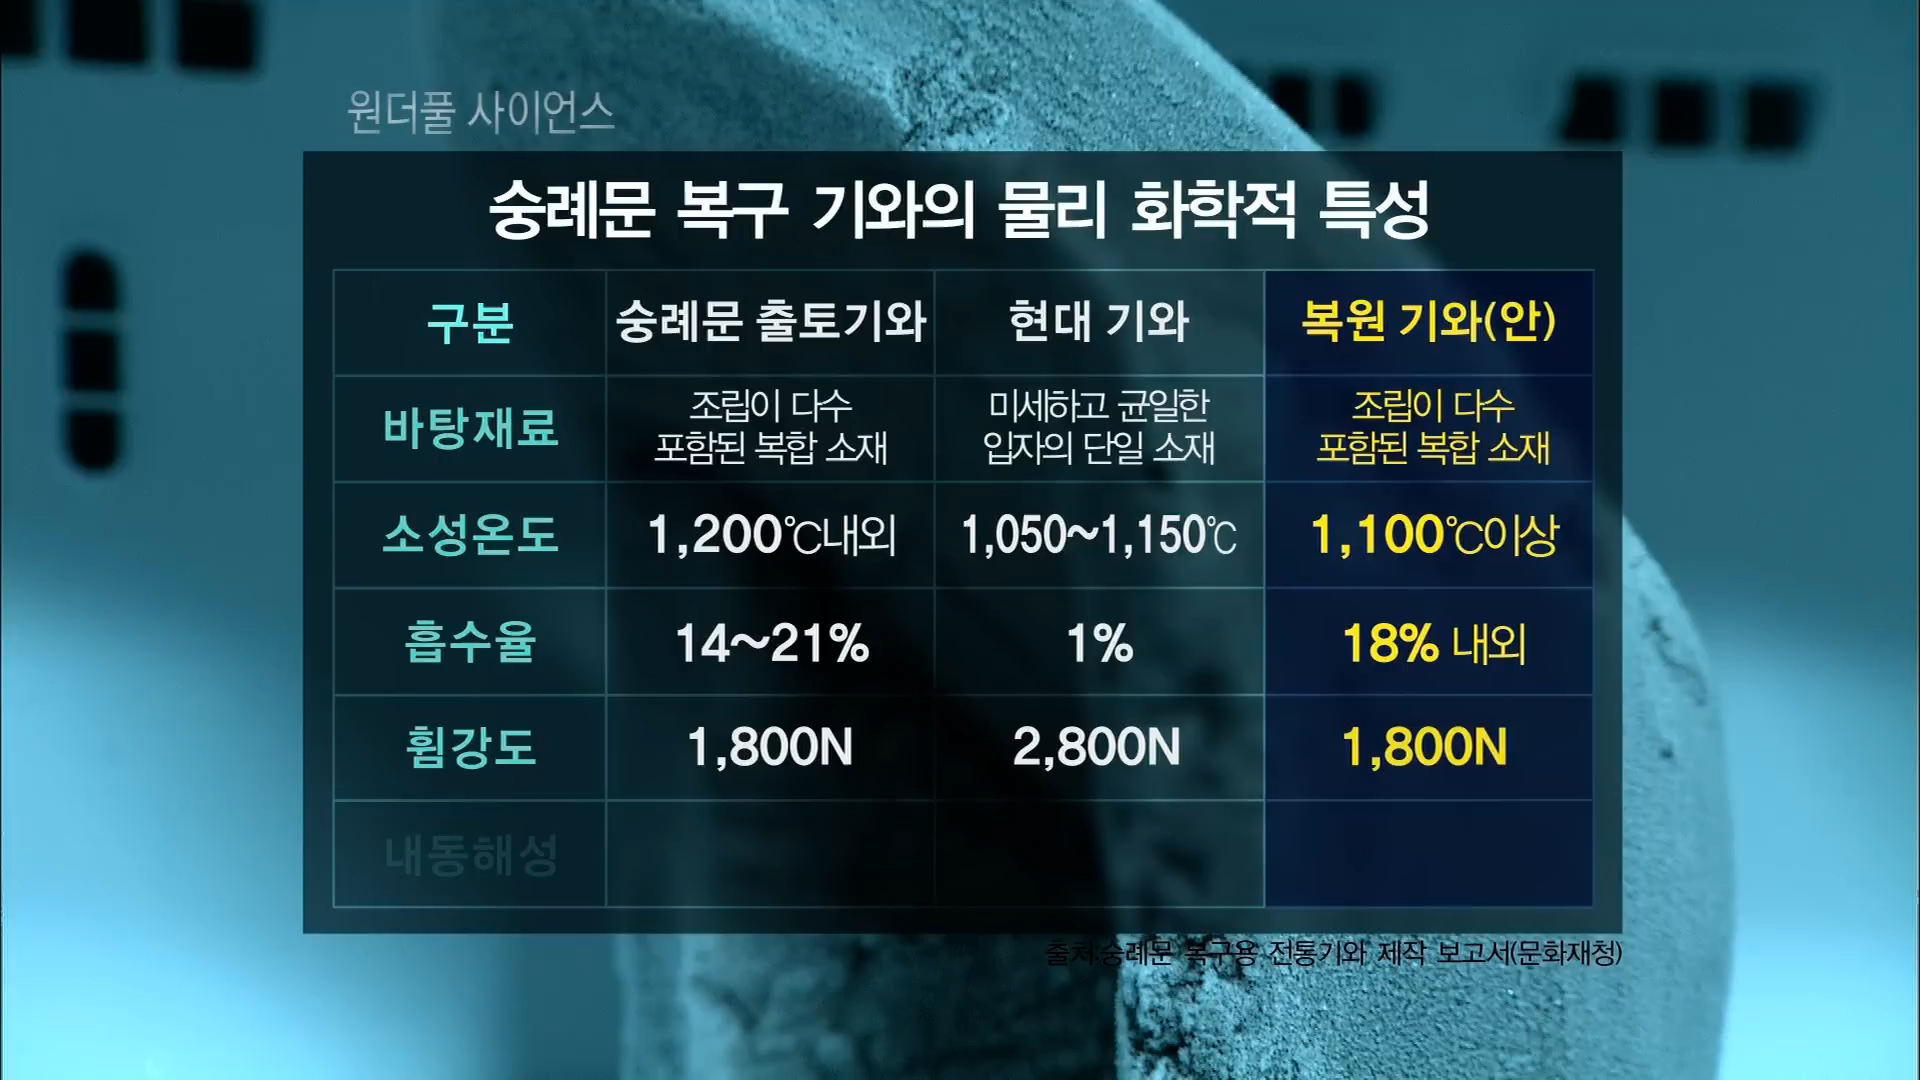 원더풀 사이언스
숭례문 복구 기와의 물리 화학적 특성
구분 숭례문 출토기와 현대 기와 복원 기와(안)
바탕재료
조립이 다수
포함된 복합 소재
미세하고 균일한
입자의 단일 소재
조립이 다수
포함된 복합 소재
소성온도 1,200℃내외 1,050~1,150℃ 1,100℃이상
흡수율 14~21% 1% 18% 내외
휨강도 1,800N 2,800N 1,800N
내동해성
출처:숭례문 복구용 전통기와 제작 보고서(문화재청)